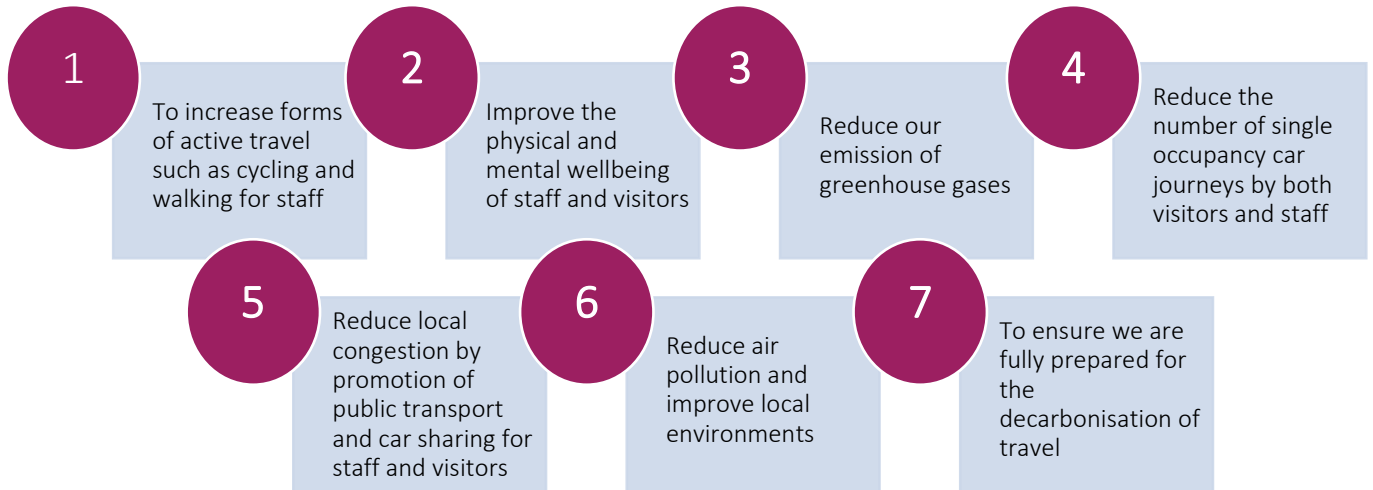 1
To increase forms
of active travel
such as cycling and
walking for staff
2
Improve the
physical and
mental wellbeing
of staff and visitors
3
Reduce our
emission of
greenhouse gases
4
Reduce the
number of single
occupancy car
journeys by both
visitors and staff
5
Reduce local
congestion by
promotion of
public transport
and car sharing for
staff and visitors
6
Reduce air
pollution and
improve local
environments
7
To ensure we are
fully prepared for
the
decarbonisation of
travel